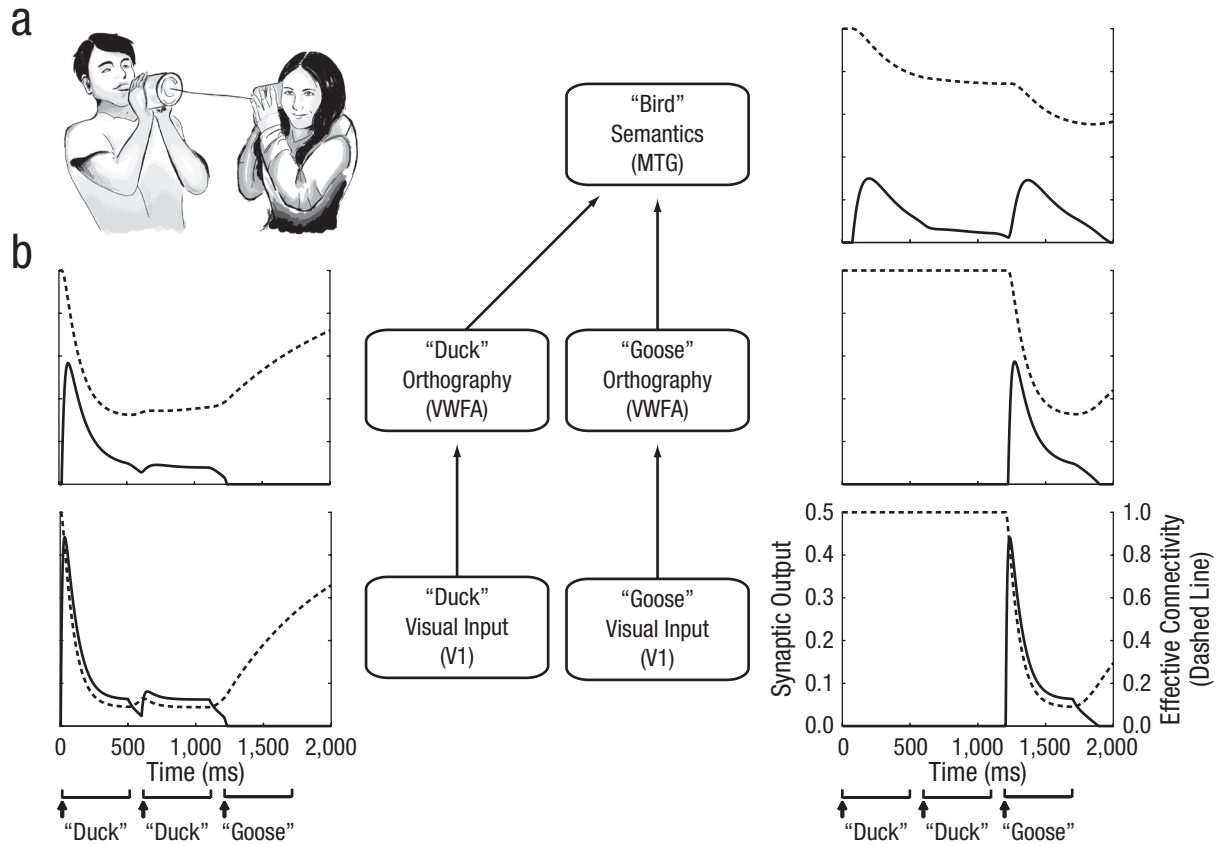 a
b
“Bird”
Semantics
(MTG)
“Duck”
Orthography
(VWFA)
“Goose”
Orthography
(VWFA)
“Duck”
Visual Input
(V1)
“Goose”
Visual Input
(V1)
0 500 1,000 1,500 2,000
Time (ms)
“Duck” “Duck” “Goose”
Synaptic Output
0.5
0.4
0.3
0.2
0.1
0.0
1.0
0.8
0.6
0.4
0.2
0.0
Effective Connectivity
(Dashed Line)
0 500 1,000 1,500 2,000
Time (ms)
“Duck” “Duck” “Goose”